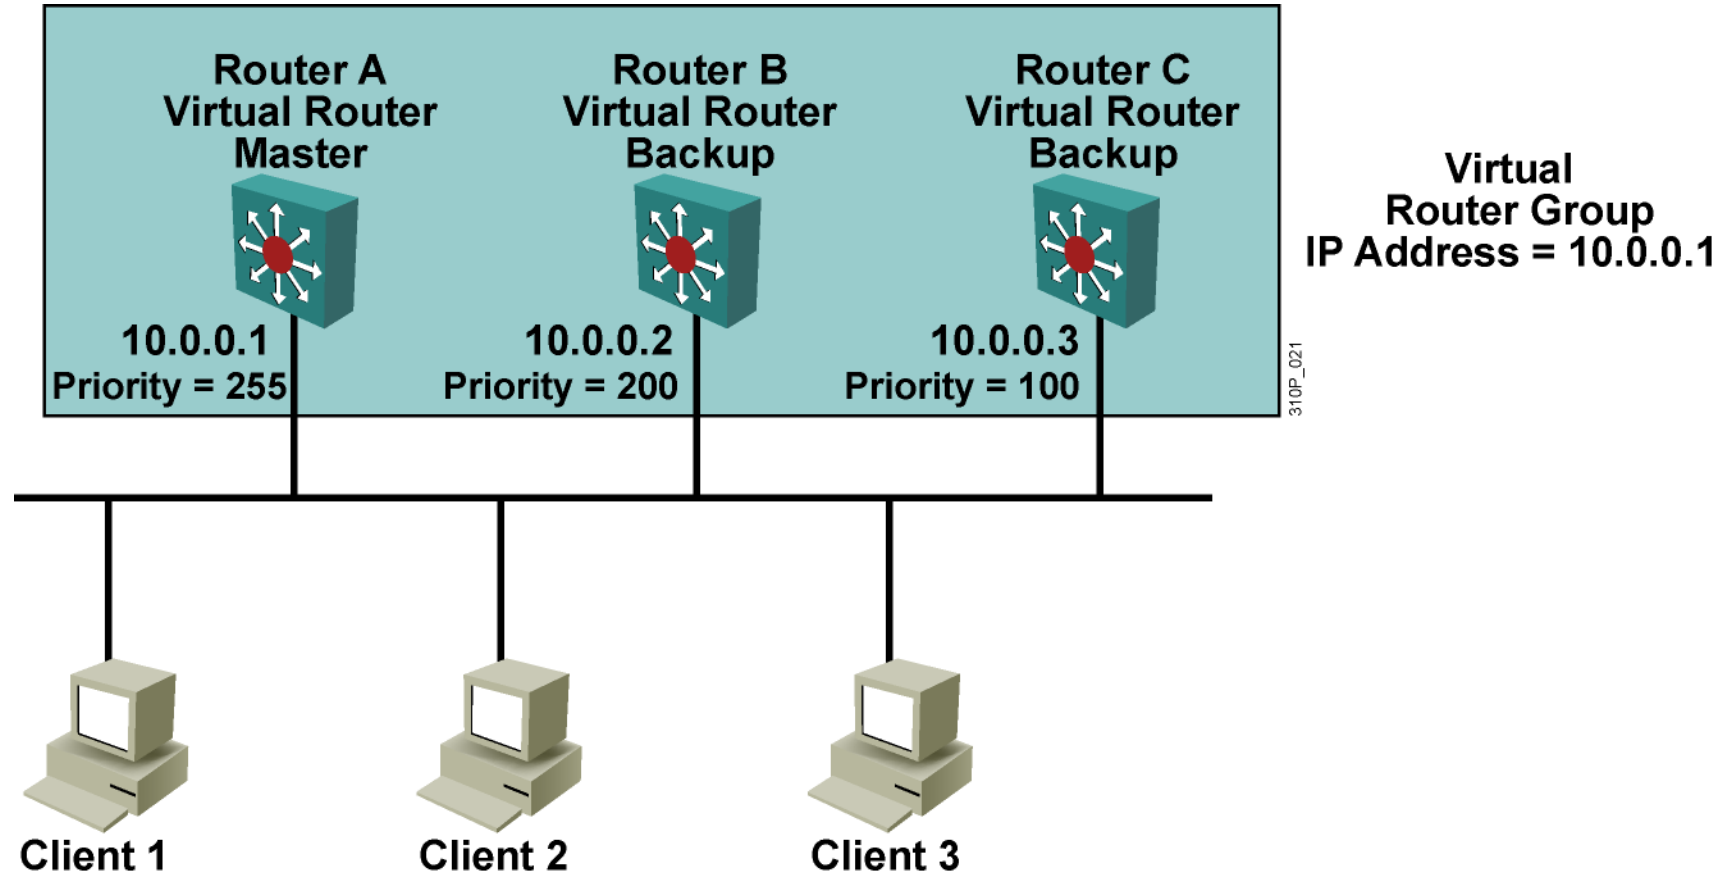 Router A
Virtual Router
Master
Router B
Virtual Router
Backup
Router C
Virtual Router
Backup
Virtual
Router Group
IP Address = 10.0.0.1
10.0.0.1
Priority = 255
10.0.0.2
Priority = 200
10.0.0.3
Priority = 100
310P_021
Client 1
Client 2
Client 3